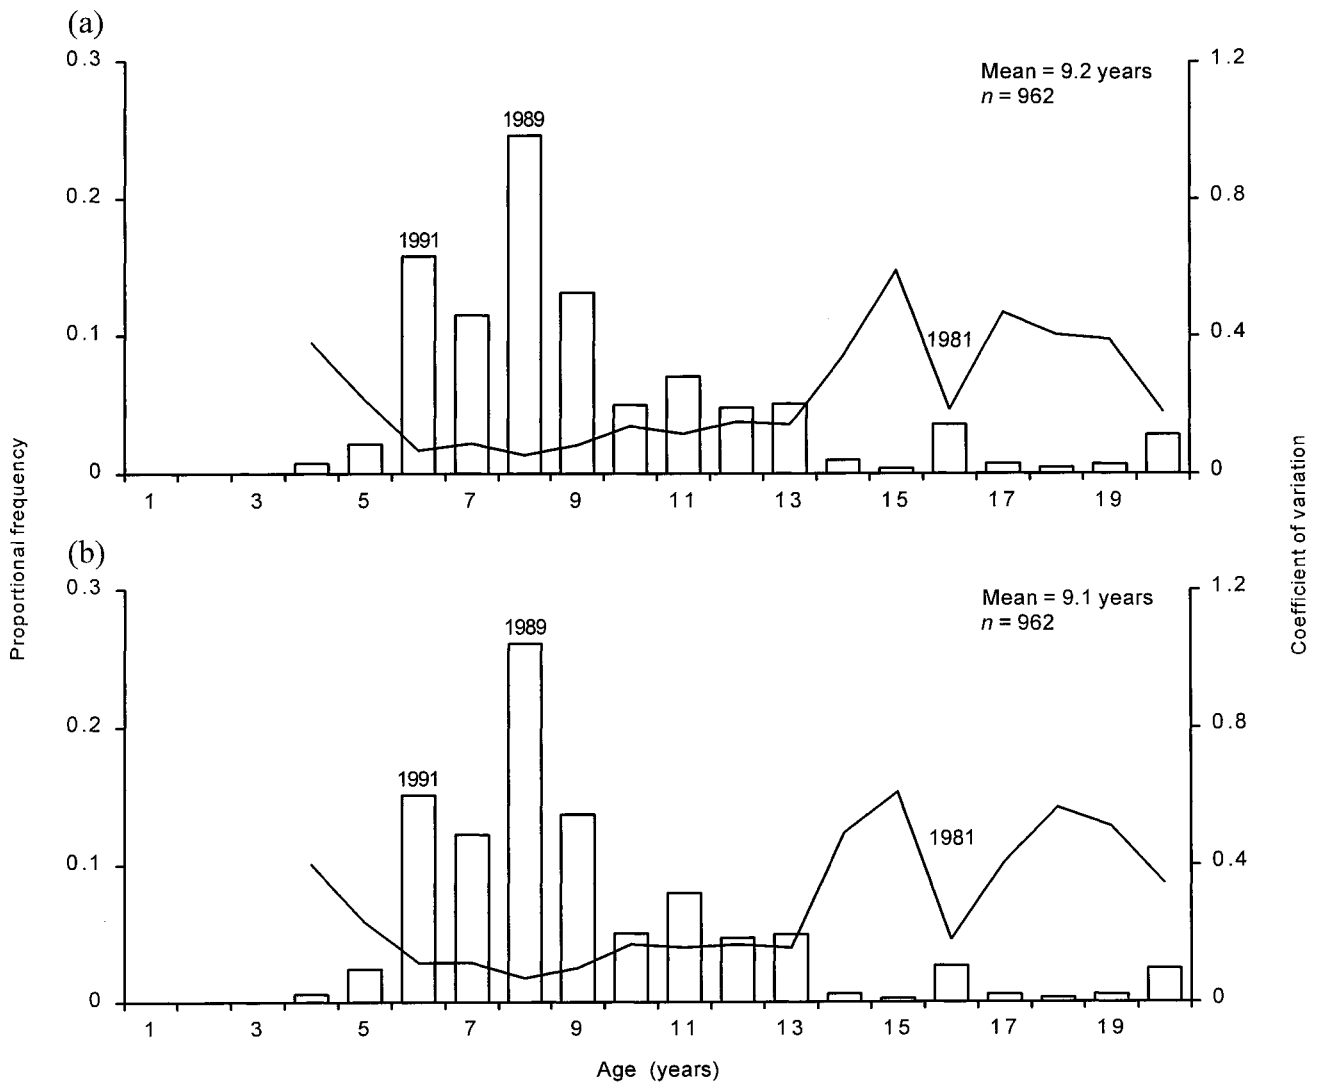 (a)
0.3
1.2
Mean = 9.2 years
n = 962
1989
0.2
0.8
1991
0.1
1981
0.4
0
0
1 3 5 7 9 11 13 15 17 19
Proportional frequency
Coefficient of variation
(b)
0.3
1.2
Mean = 9.1 years
n = 962
1989
0.2
0.8
1991
1981
0.1
0.4
0
0
1 3 5 7 9 11 13 15 17 19
Age (years)